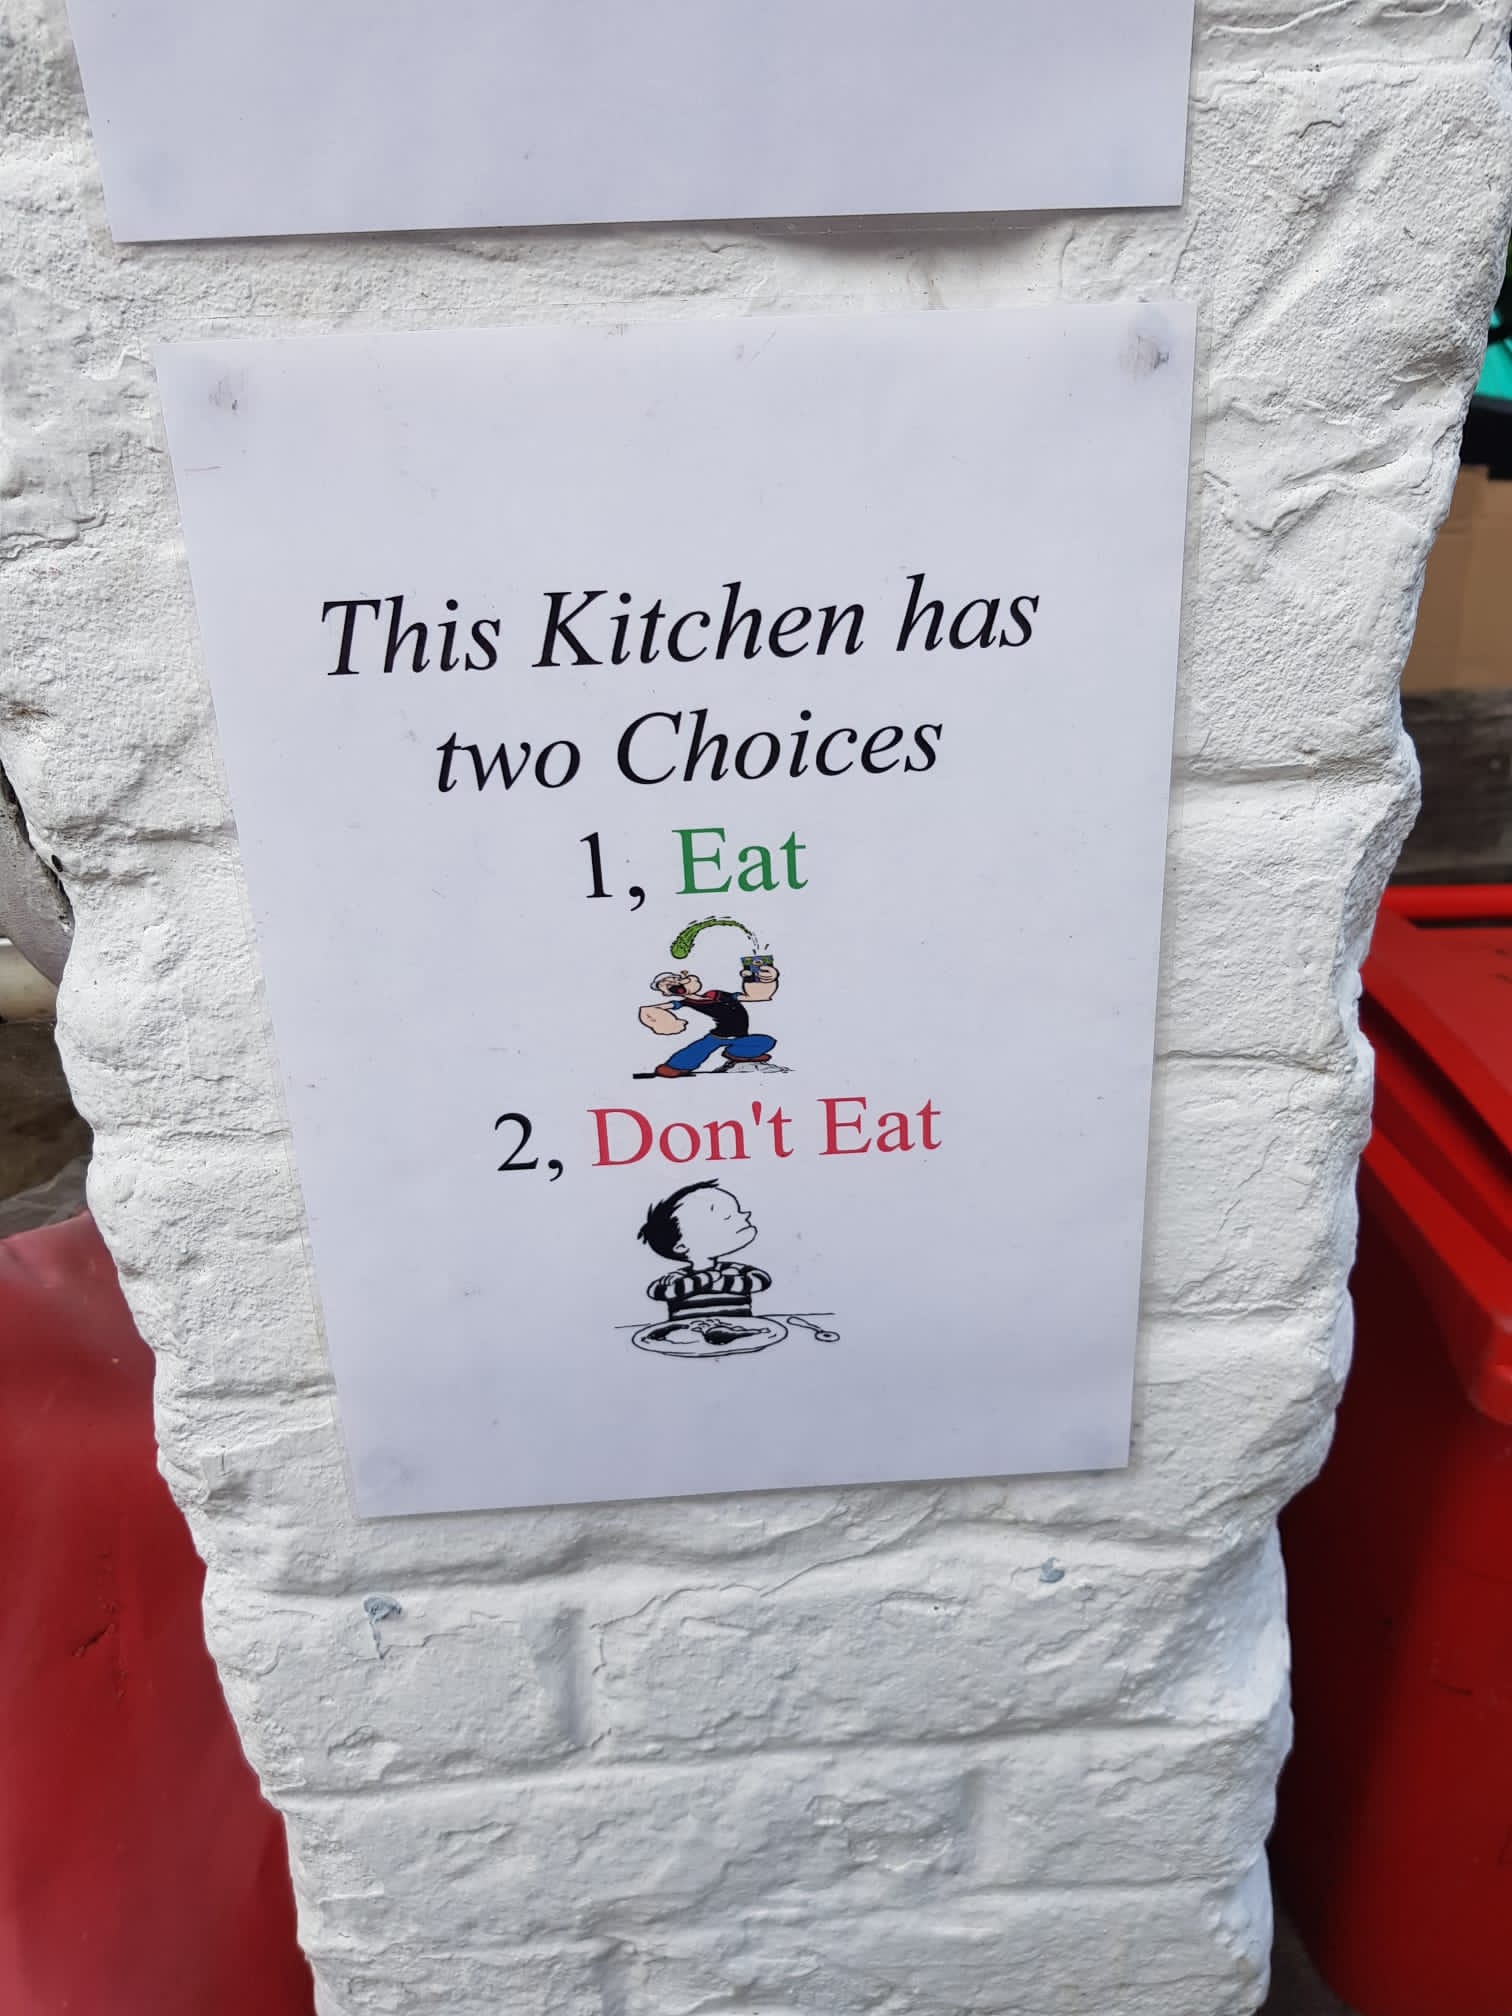 This Kitchen has
two Choices
1, Eat
2, Don't Eat